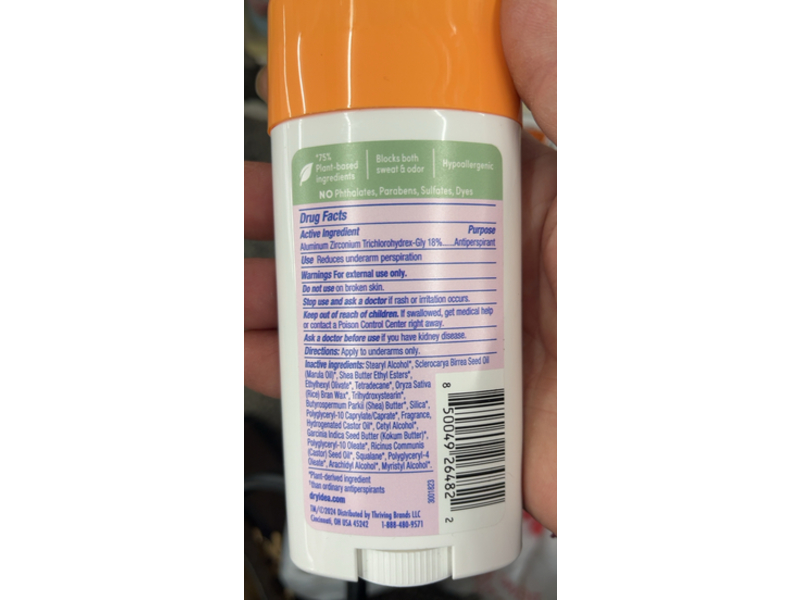 *75%
Plant-based
ingredients
Blocks both
sweat & odor
Hypoallergenic
NO Phthalates, Parabens, Sulfates, Dyes
Drug Facts
Active Ingredient Purpose
Aluminum Zirconium Trichlorohydrex-Gly 18%.....Antiperspirant
Use Reduces underarm perspiration
Warnings For external use only.
Do not use on broken skin.
Stop use and ask a doctor if rash or irritation occurs.
Keep out of reach of children. If swallowed, get medical help
or contact a Poison Control Center right away.
Ask a doctor before use if you have kidney disease.
Directions: Apply to underarms only.
Inactive ingredients: Stearyl Alcohol*, Sclerocarya Birrea Seed Oil
(Marula Oil)*, Shea Butter Ethyl Esters*,
Ethylhexyl Olivate*, Tetradecane*, Oryza Sativa
(Rice) Bran Wax*, Trihydroxystearin*,
Butyrospermum Parkii (Shea) Butter*, Silica*,
Polyglyceryl-10 Caprylate/Caprate*, Fragrance,
Hydrogenated Castor Oil*, Cetyl Alcohol*,
Garcinia Indica Seed Butter (Kokum Butter)*,
Polyglyceryl-10 Oleate*, Ricinus Communis
(Castor) Seed Oil*, Squalane*, Polyglyceryl-4
Oleate*, Arachidyl Alcohol*, Myristyl Alcohol*.
*Plant-derived ingredient
†than ordinary antiperspirants
dryidea.com
TM/©2024 Distributed by Thriving Brands LLC
Cincinnati, OH USA 45242 1-888-480-9571
3001823
8 50049 26482 2